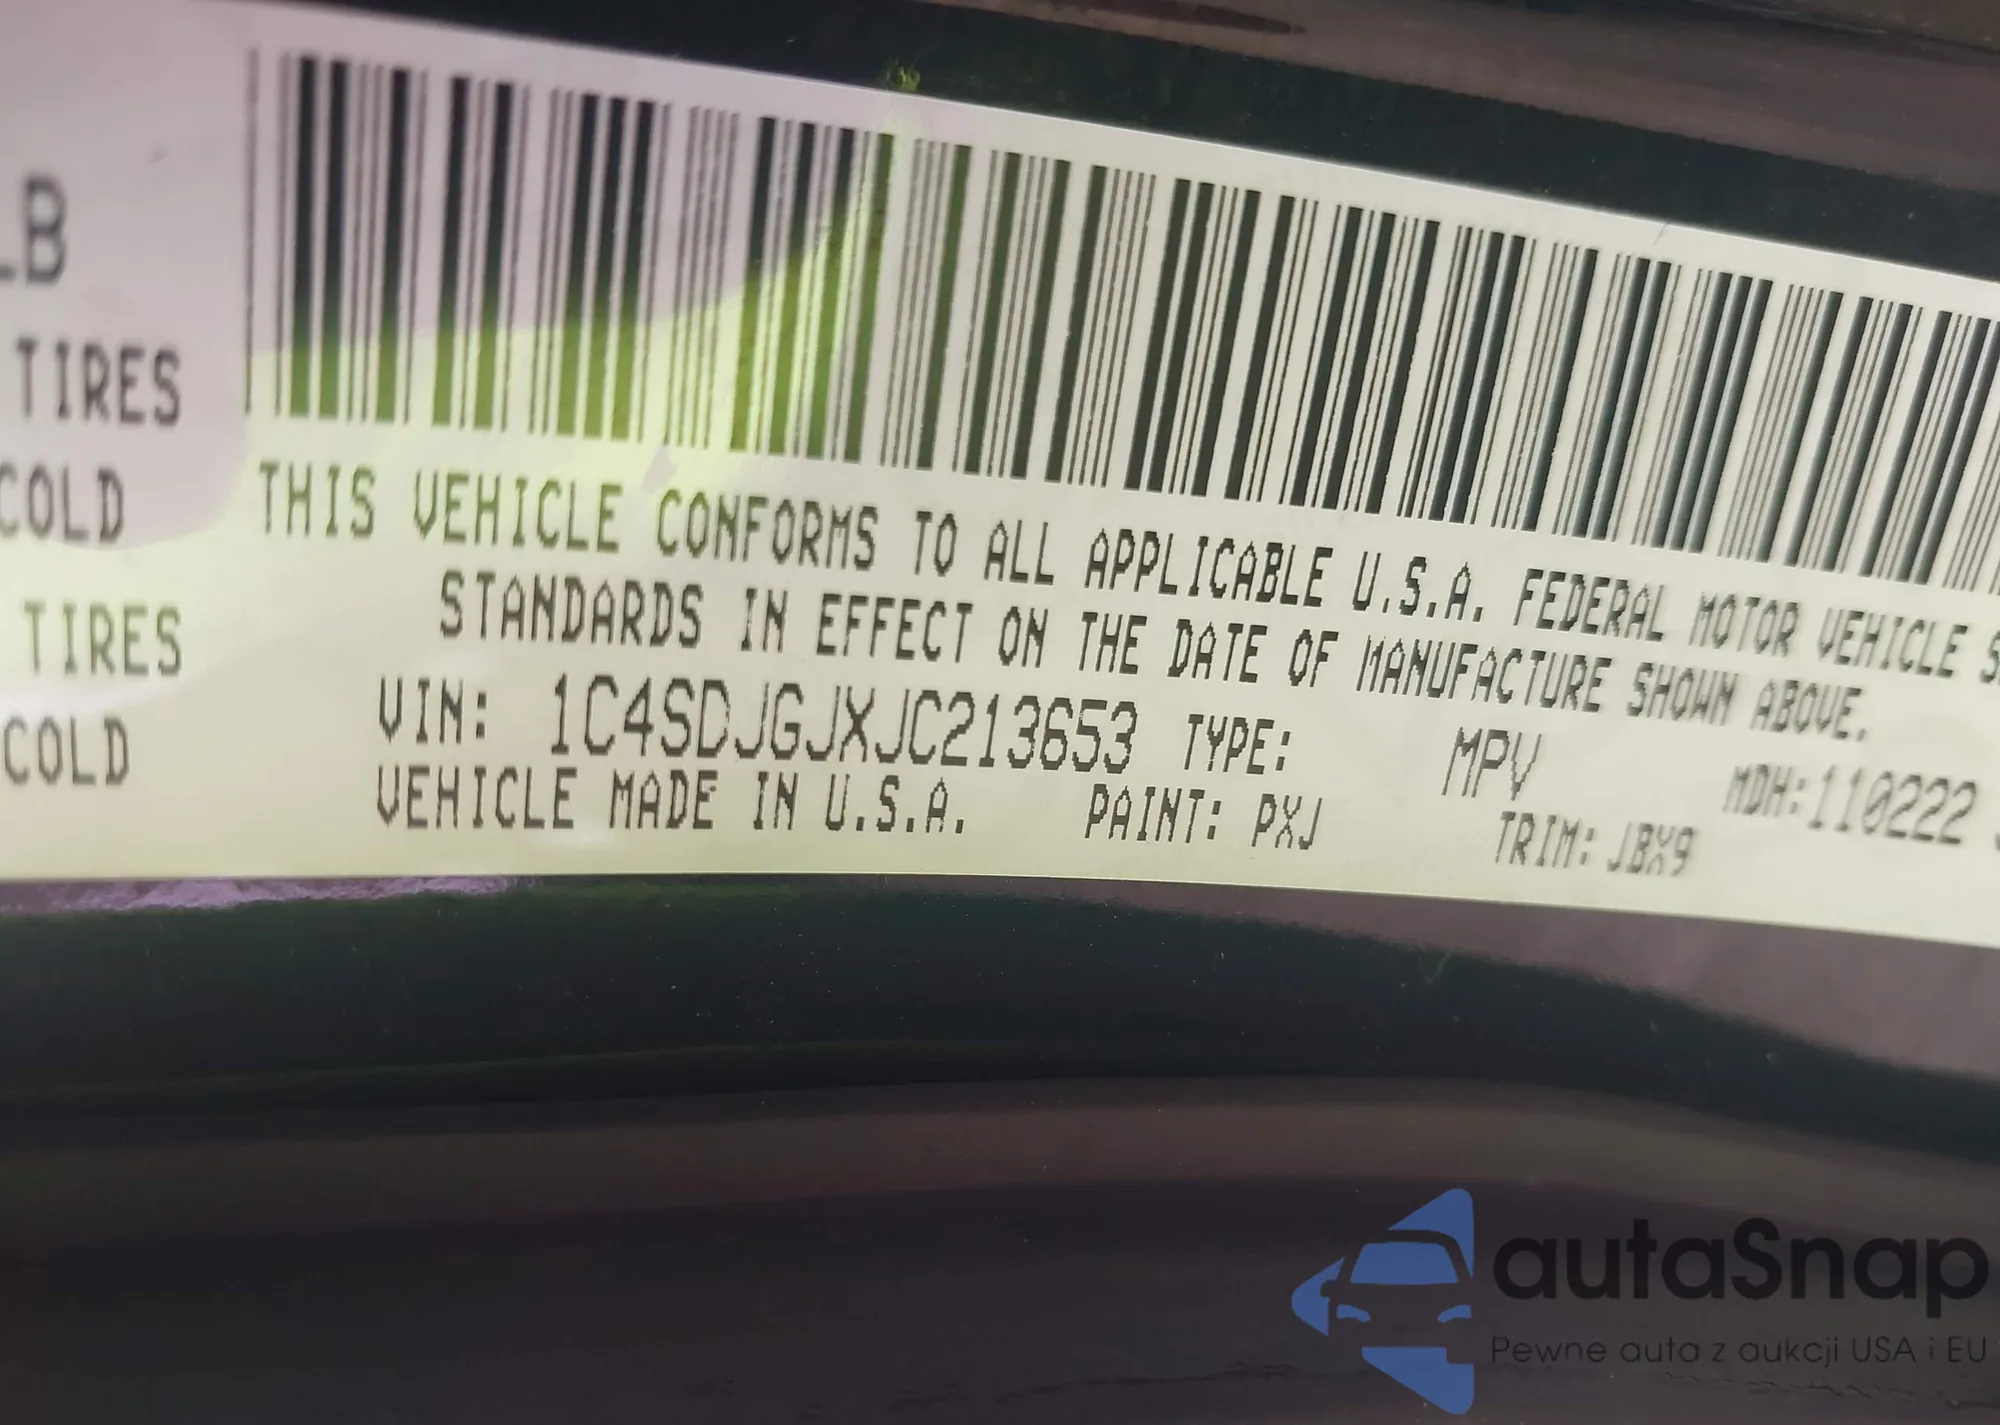 LB
TIRES
COLD
TIRES
COLD
THIS VEHICLE CONFORMS TO ALL APPLICABLE U.S.A. FEDERAL MOTOR VEHICLE S
STANDARDS IN EFFECT ON THE DATE OF MANUFACTURE SHOWN ABOVE.
VIN: 1C4SDJGJXJC213653 TYPE: MPV MDH:110222
VEHICLE MADE IN U.S.A. PAINT: PXJ TRIM: JBX9
autaSnap
Pewne auta z aukcji USA i EU